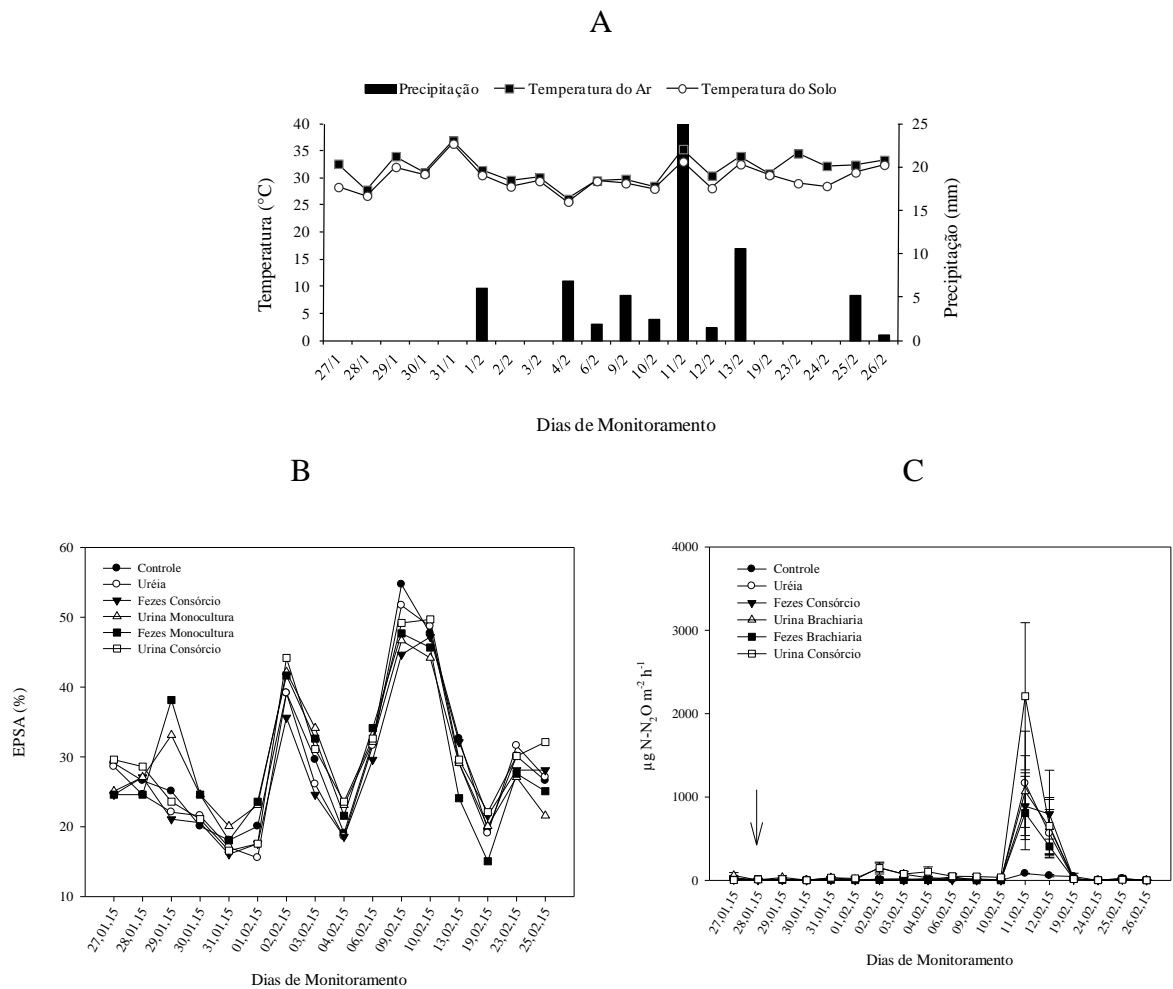 A
Precipitação Temperatura do Ar Temperatura do Solo
Temperatura (°C)
40
35
30
25
20
15
10
5
0
25
20
15
10
5
0
Precipitação (mm)
27/1 28/1 29/1 30/1 31/1 1/2 2/2 3/2 4/2 6/2 9/2 10/2 11/2 12/2 13/2 19/2 23/2 24/2 25/2 26/2
Dias de Monitoramento
B
EPSA (%)
60
50
40
30
20
10
Controle
Uréia
Fezes Consórcio
Urina Monocultura
Fezes Monocultura
Urina Consórcio
27.01.15 28.01.15 29.01.15 30.01.15 31.01.15 01.02.15 02.02.15 03.02.15 04.02.15 06.02.15 09.02.15 10.02.15 13.02.15 19.02.15 23.02.15 25.02.15
Dias de Monitoramento
C
µg N-N₂O m⁻² h⁻¹
4000
3000
2000
1000
0
Controle
Uréia
Fezes Consórcio
Urina Brachiaria
Fezes Brachiaria
Urina Consórcio
27.01.15 28.01.15 29.01.15 30.01.15 31.01.15 01.02.15 02.02.15 03.02.15 04.02.15 06.02.15 09.02.15 10.02.15 11.02.15 12.02.15 19.02.15 24.02.15 25.02.15 26.02.15
Dias de Monitoramento